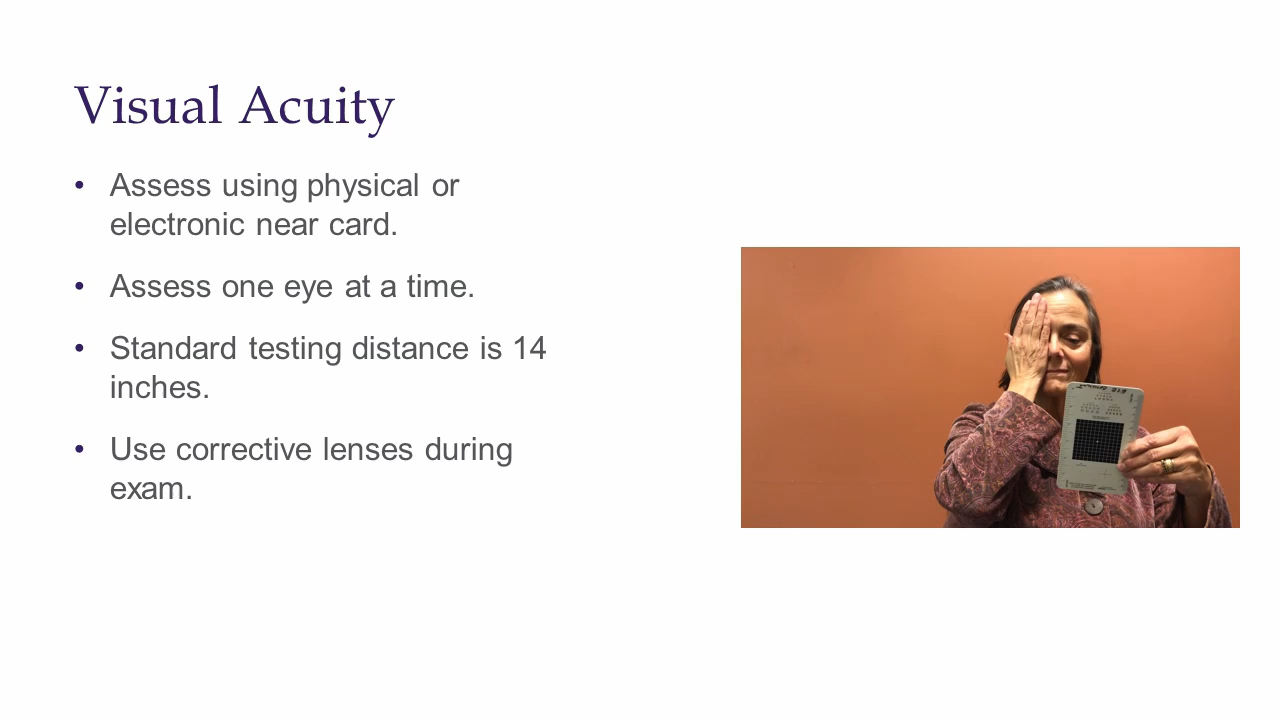 Visual Acuity
• Assess using physical or
electronic near card.
• Assess one eye at a time.
• Standard testing distance is 14
inches.
• Use corrective lenses during
exam.